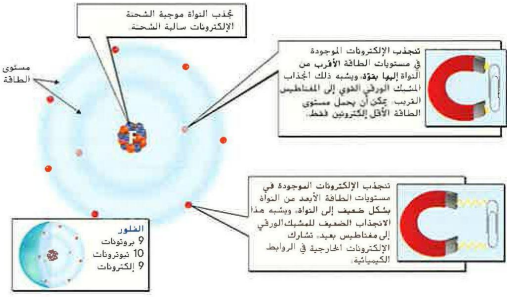 تجذب النواة موجبة الشحنة
الإلكترونات سالبة الشحنة.
مستوى
الطاقة
تنجذب الإلكترونات الموجودة
في مستويات الطاقة الأقرب من
النواة إليها بقوة، ويشبه ذلك انجذاب
المشبك الورقي القوي إلى المغناطيس
القريب. يمكن أن يحمل مستوى
الطاقة الأقل إلكترونين فقط.
تنجذب الإلكترونات الموجودة في
مستويات الطاقة الأبعد من النواة
بشكل ضعيف إلى النواة، ويشبه هذا
الانجذاب الضعيف للمشبك الورقي
إلى مغناطيس بعيد. تشارك
الإلكترونات الخارجية في الروابط
الكيميائية.
الفلور
9 بروتونات
10 نيوترونات
9 إلكترونات